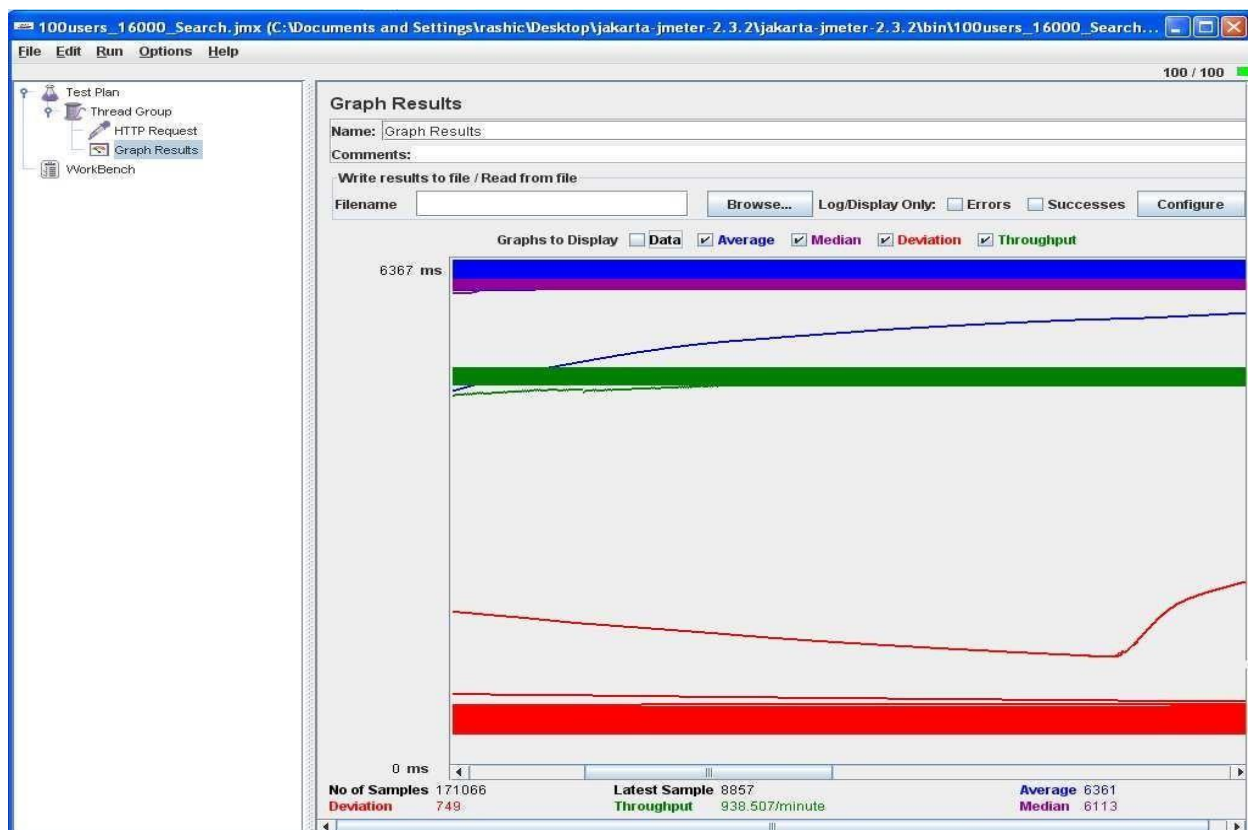 100users_16000_Search.jmx (C:\Documents and Settings\rashic\Desktop\jakarta-jmeter-2.3.2\jakarta-jmeter-2.3.2\bin\100users_16000_Search...
File Edit Run Options Help
100 / 100
Test Plan
Thread Group
HTTP Request
Graph Results
WorkBench
Graph Results
Name: Graph Results
Comments:
Write results to file / Read from file
Filename Browse... Log/Display Only: Errors Successes Configure
Graphs to Display Data Average Median Deviation Throughput
6367 ms
0 ms
No of Samples 171066 Latest Sample 8857 Average 6361
Deviation 749 Throughput 938.507/minute Median 6113